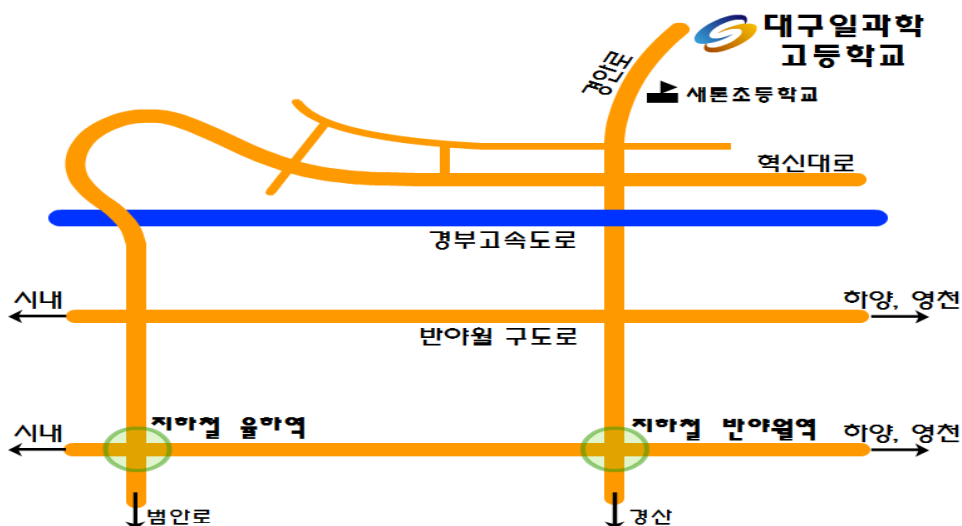 대구일과학
고등학교
경안로
새론초등학교
혁신대로
경부고속도로
시내
하양, 영천
반야월 구도로
지하철 율하역
지하철 반야월역
시내
하양, 영천
범안로
경산